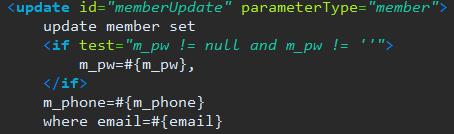 <update id="memberUpdate" parameterType="member">
update member set
<if test="m_pw != null and m_pw != ''">
m_pw=#{m_pw},
</if>
m_phone=#{m_phone}
where email=#{email}